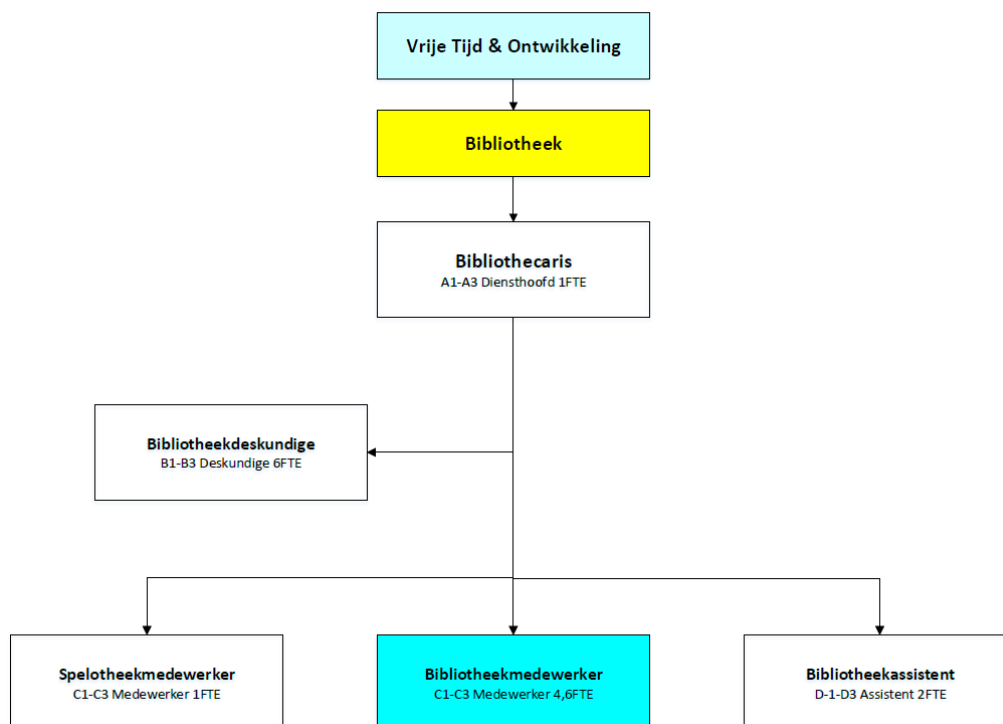 Vrije Tijd & Ontwikkeling
Bibliotheek
Bibliothecaris
A1-A3 Diensthoofd 1FTE
Bibliotheekdeskundige
B1-B3 Deskundige 6FTE
Spelotheekmedewerker
C1-C3 Medewerker 1FTE
Bibliotheekmedewerker
C1-C3 Medewerker 4,6FTE
Bibliotheekassistent
D-1-D3 Assistent 2FTE